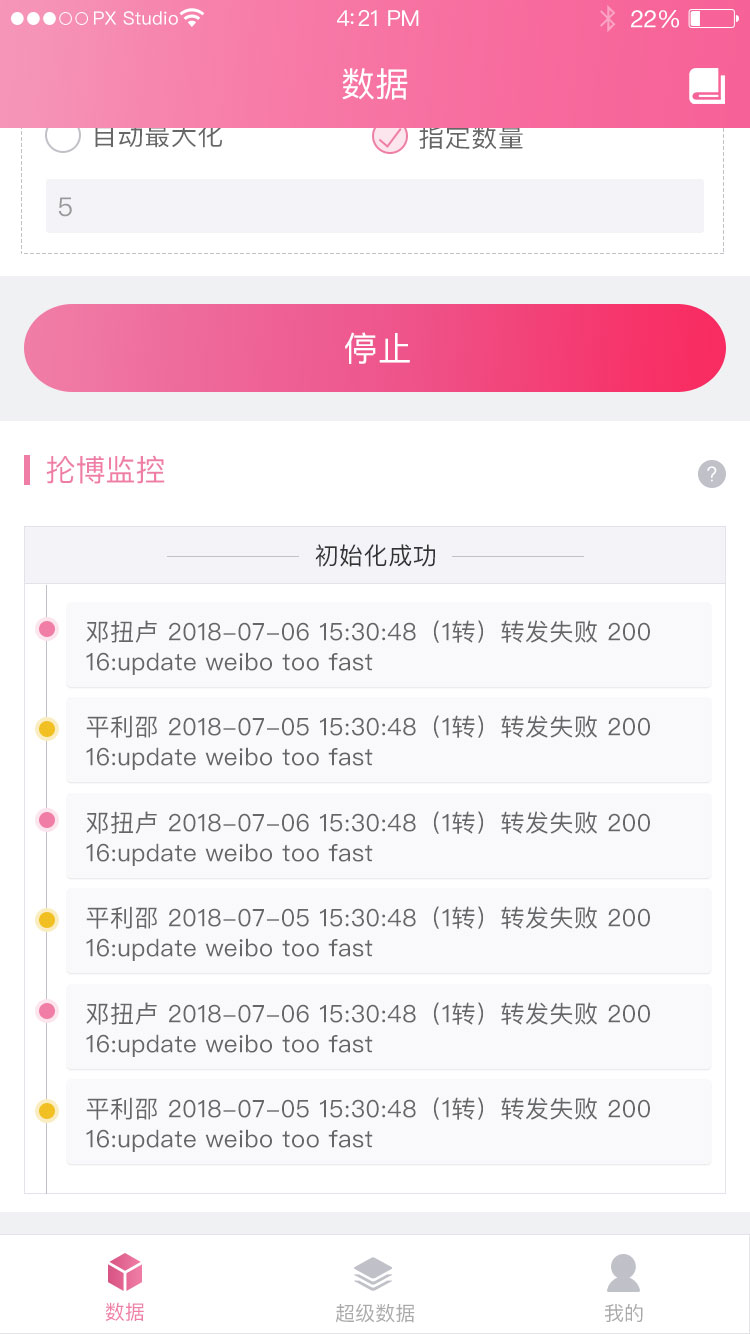 PX Studio
4:21 PM
22%
数据
自动最大化
指定数量
5
停止
抡博监控
?
初始化成功
邓扭卢 2018-07-06 15:30:48（1转）转发失败 200
16:update weibo too fast
平利邵 2018-07-05 15:30:48（1转）转发失败 200
16:update weibo too fast
邓扭卢 2018-07-06 15:30:48（1转）转发失败 200
16:update weibo too fast
平利邵 2018-07-05 15:30:48（1转）转发失败 200
16:update weibo too fast
邓扭卢 2018-07-06 15:30:48（1转）转发失败 200
16:update weibo too fast
平利邵 2018-07-05 15:30:48（1转）转发失败 200
16:update weibo too fast
数据
超级数据
我的